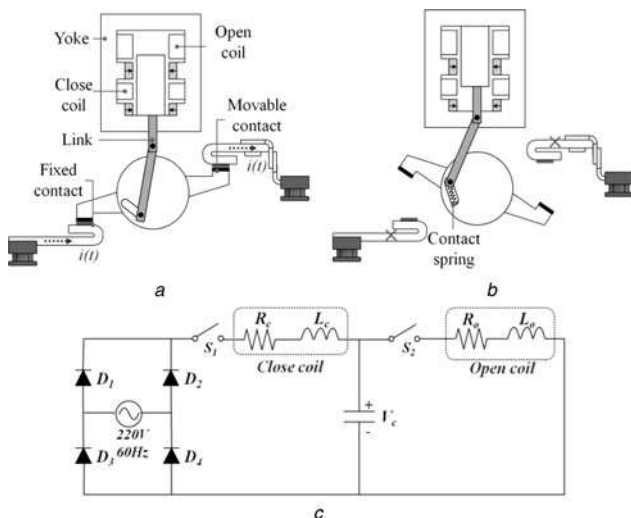 Yoke
Open
coil
Close
coil
Movable
contact
Link
i(t)
Fixed
contact
i(t)
a
Contact
spring
b
S1
Rc
Lc
Close coil
S2
Ro
Lo
Open coil
D1
D2
220V
60Hz
D3
D4
+
Vc
-
c